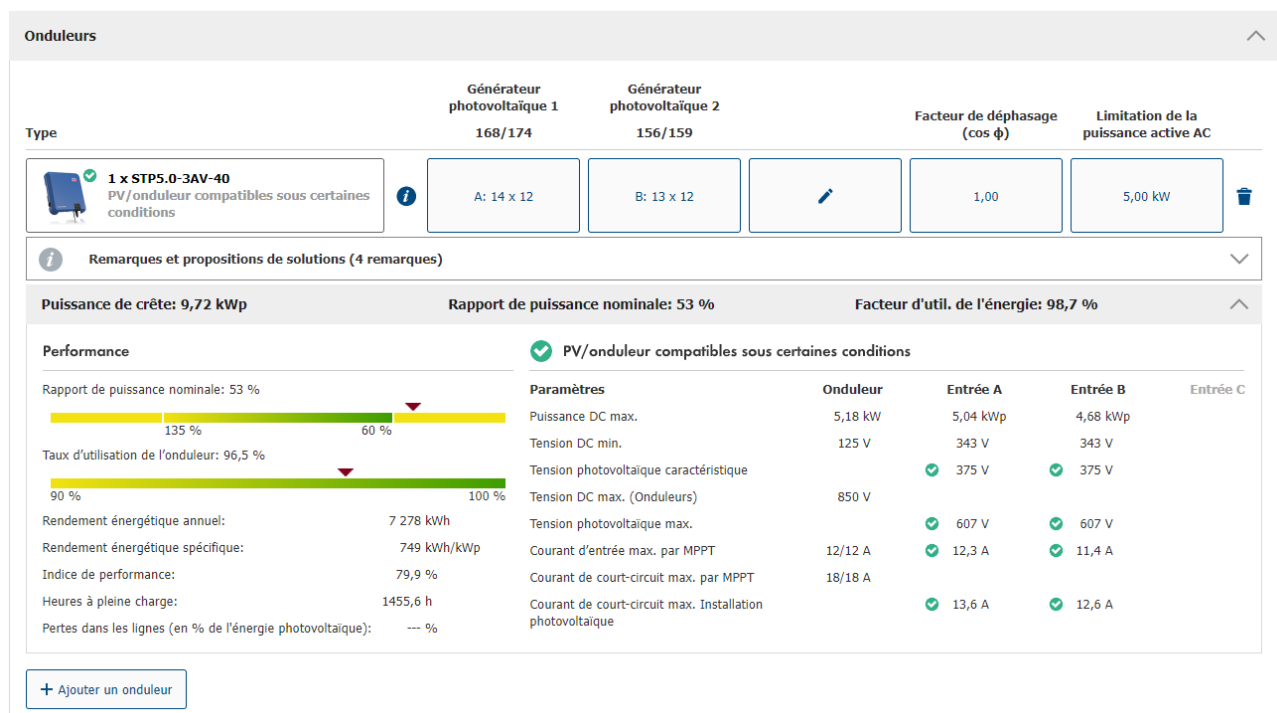 Onduleurs
Générateur
photovoltaïque 1
Générateur
photovoltaïque 2
Facteur de déphasage
(cos ϕ)
Limitation de la
puissance active AC
Type
168/174
156/159
1 x STP5.0-3AV-40
PV/onduleur compatibles sous certaines
conditions
A: 14 x 12
B: 13 x 12
1,00
5,00 kW
Remarques et propositions de solutions (4 remarques)
Puissance de crête: 9,72 kWp
Rapport de puissance nominale: 53 %
Facteur d'util. de l'énergie: 98,7 %
Performance
Rapport de puissance nominale: 53 %
135 %
60 %
Taux d’utilisation de l’onduleur: 96,5 %
90 %
100 %
Rendement énergétique annuel: 7 278 kWh
Rendement énergétique spécifique: 749 kWh/kWp
Indice de performance: 79,9 %
Heures à pleine charge: 1455,6 h
Pertes dans les lignes (en % de l'énergie photovoltaïque): --- %
PV/onduleur compatibles sous certaines conditions
Paramètres Onduleur Entrée A Entrée B Entrée C
Puissance DC max. 5,18 kW 5,04 kWp 4,68 kWp
Tension DC min. 125 V 343 V 343 V
Tension photovoltaïque caractéristique 375 V 375 V
Tension DC max. (Onduleurs) 850 V
Tension photovoltaïque max. 607 V 607 V
Courant d’entrée max. par MPPT 12/12 A 12,3 A 11,4 A
Courant de court-circuit max. par MPPT 18/18 A
Courant de court-circuit max. Installation
photovoltaïque
13,6 A 12,6 A
+ Ajouter un onduleur